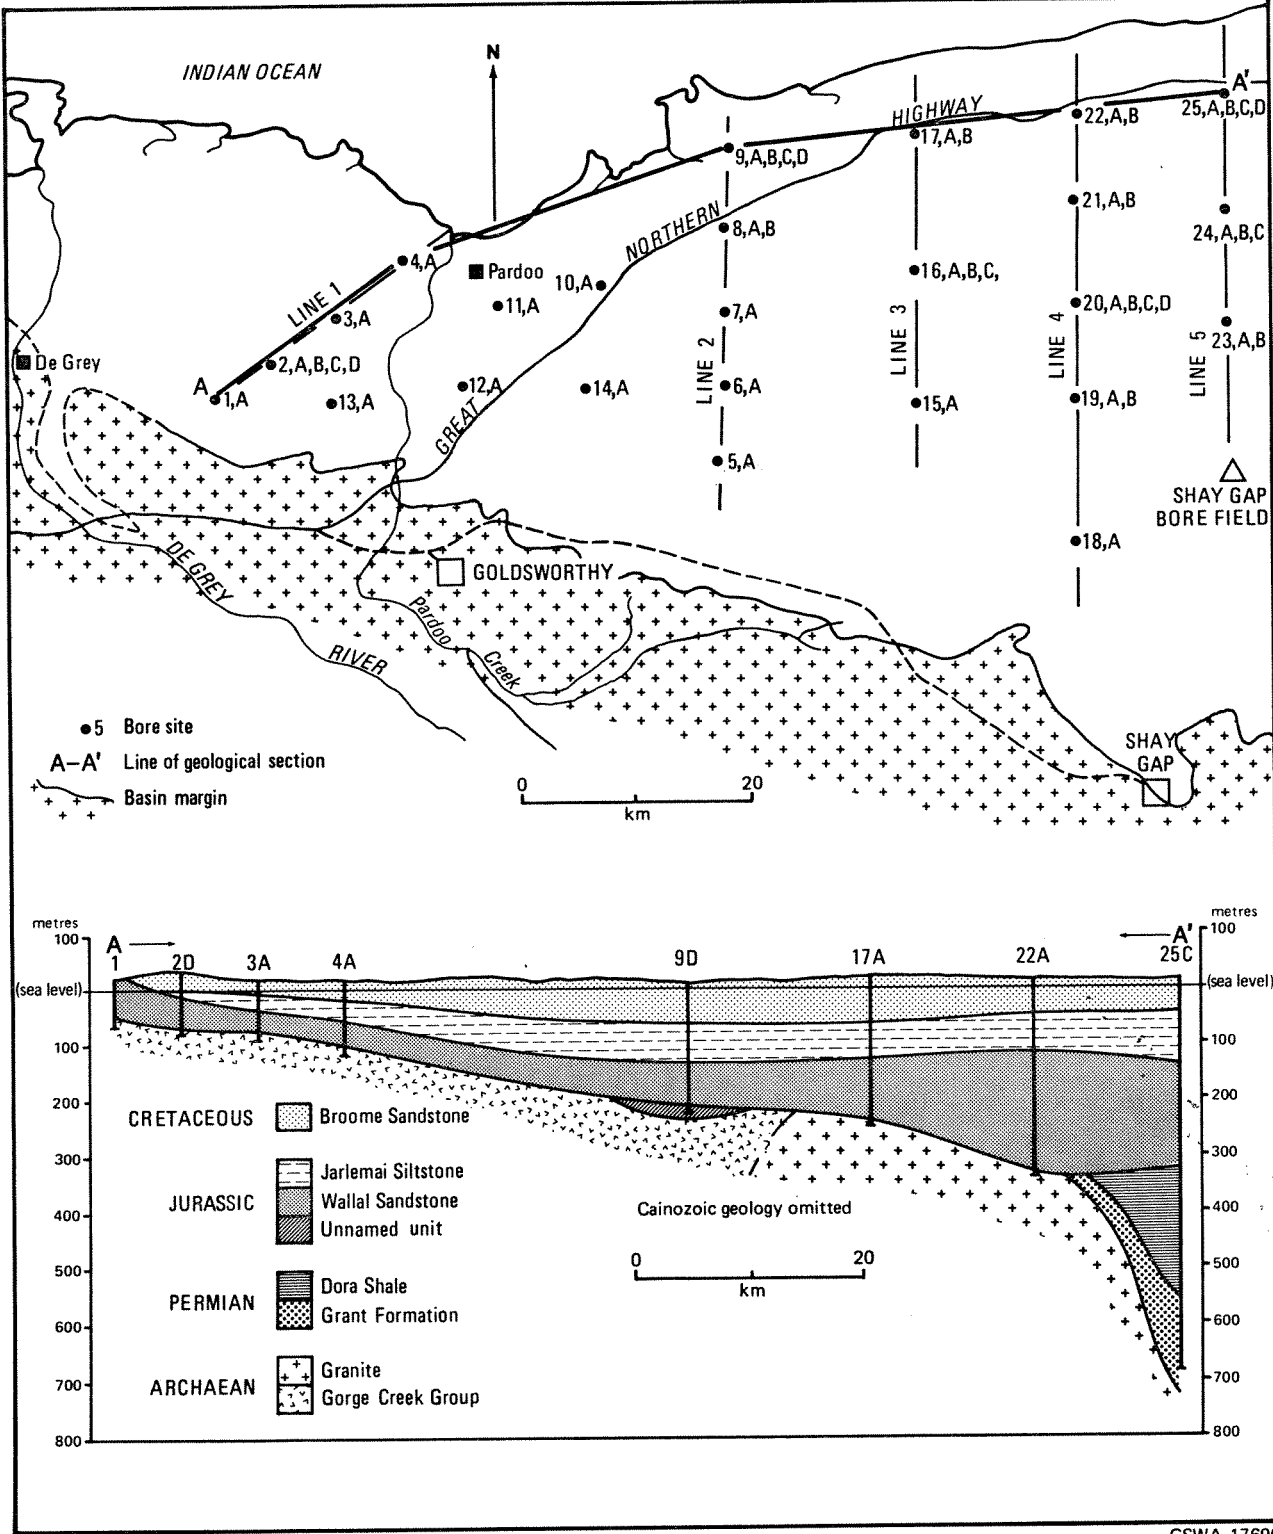 INDIAN OCEAN
N
A'
HIGHWAY
22,A,B
25,A,B,C,D
17,A,B
9,A,B,C,D
21,A,B
NORTHERN
8,A,B
24,A,B,C
4,A
Pardoo
16,A,B,C,
10,A
11,A
20,A,B,C,D
LINE 1
3,A
7,A
LINE 3
LINE 4
23,A,B
De Grey
2,A,B,C,D
LINE 2
LINE 5
A
1,A
12,A
14,A
6,A
13,A
15,A
19,A,B
GREAT
5,A
SHAY GAP
BORE FIELD
18,A
DE GREY
GOLDSWORTHY
Pardoo
Creek
RIVER
5 Bore site
A–A' Line of geological section
Basin margin
SHAY
GAP
0 20
km
metres
100
A
1 2D 3A 4A 9D 17A 22A 25C
A'
metres
100
(sea level)
(sea level)
100
100
200
200
CRETACEOUS Broome Sandstone
300
300
Jarlemai Siltstone
JURASSIC Wallal Sandstone
Unnamed unit
400
400
Cainozoic geology omitted
0 20
km
500
500
PERMIAN Dora Shale
Grant Formation
600
600
ARCHAEAN Granite
Gorge Creek Group
700
700
800
800